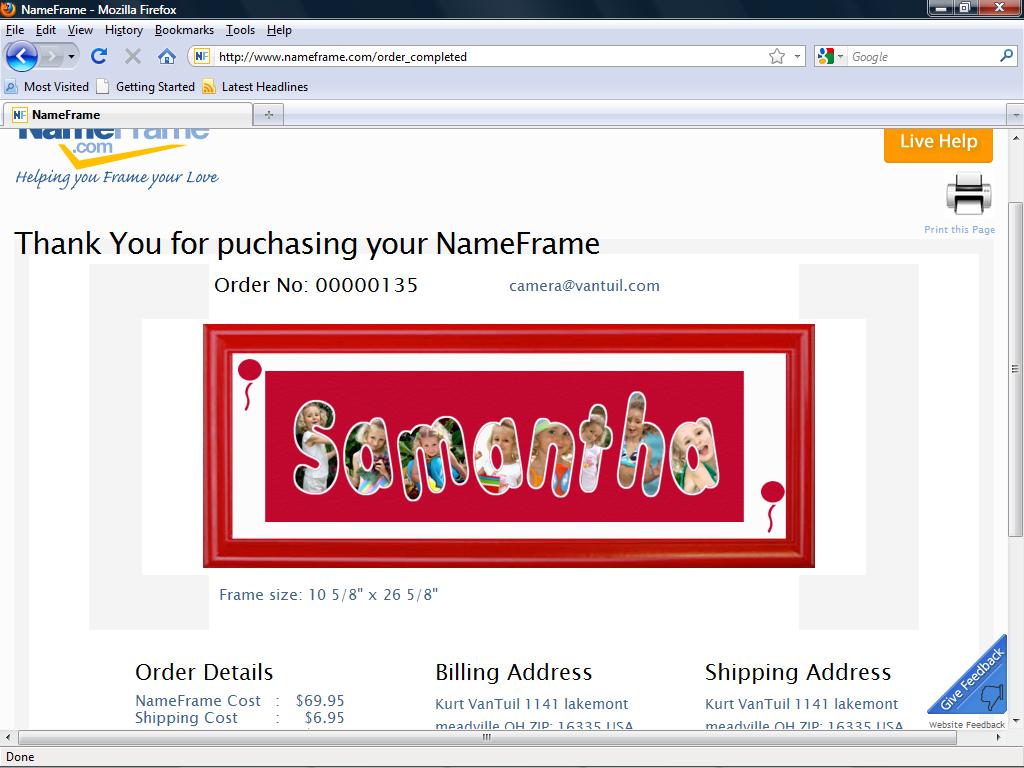 NameFrame - Mozilla Firefox
File Edit View History Bookmarks Tools Help
NF http://www.nameframe.com/order_completed
Google
Most Visited Getting Started Latest Headlines
NF NameFrame
NameFrame
.com
Helping you Frame your Love
Live Help
Print this Page
Thank You for puchasing your NameFrame
Order No: 00000135 camera@vantuil.com
Samantha
Frame size: 10 5/8" x 26 5/8"
Order Details Billing Address Shipping Address
NameFrame Cost : $69.95 Kurt VanTuil 1141 lakemont Kurt VanTuil 1141 lakemont
Shipping Cost : $6.95 meadville OH ZIP: 16335 USA meadville OH ZIP: 16335 USA
Give Feedback
Website Feedback
Done